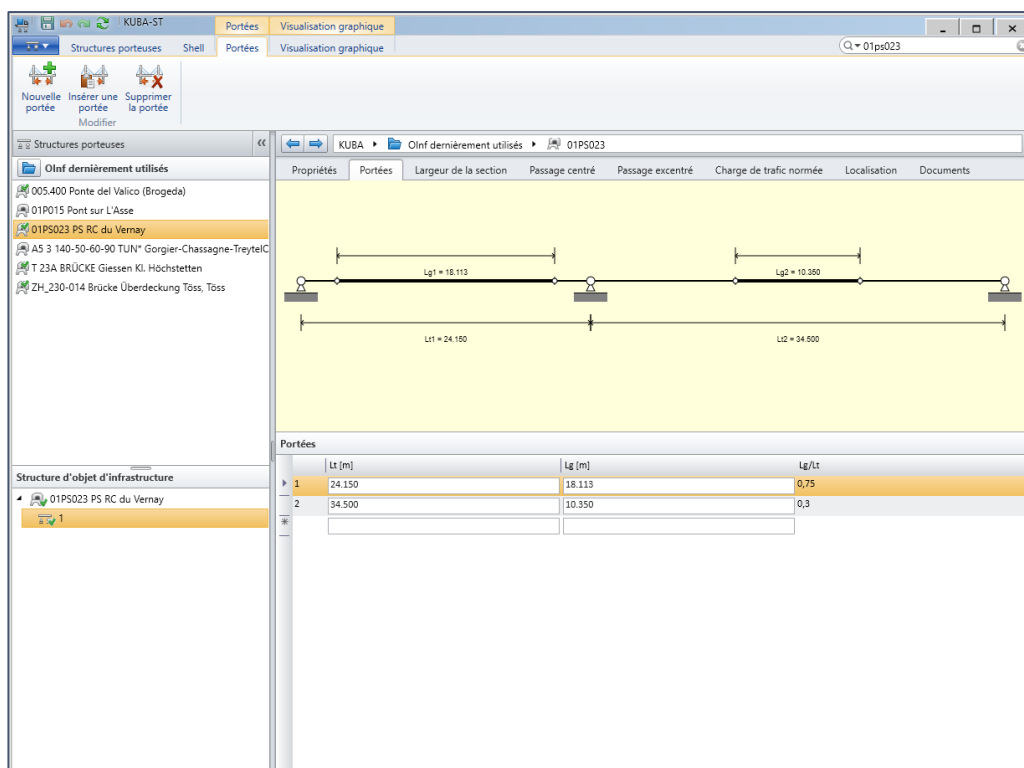 KUBA-ST
Portées Visualisation graphique
Structures porteuses Shell Portées Visualisation graphique
01ps023
Nouvelle portée
Insérer une portée
Supprimer la portée
Modifier
Structures porteuses
«
OInf dernièrement utilisés
005.400 Ponte del Valico (Brogeda)
01P015 Pont sur L'Asse
01PS023 PS RC du Vernay
A5 3 140-50-60-90 TUN* Gorgier-Chassagne-TreytelC
T 23A BRÜCKE Giessen Kl. Höchstetten
ZH_230-014 Brücke Überdeckung Töss, Töss
Structure d'objet d'infrastructure
01PS023 PS RC du Vernay
1
KUBA OInf dernièrement utilisés 01PS023
Propriétés Portées Largeur de la section Passage centré Passage excentré Charge de trafic normée Localisation Documents
Lg1 = 18.113 Lg2 = 10.350
Lt1 = 24.150 Lt2 = 34.500
Portées
Lt [m] Lg [m] Lg/Lt
1 24.150 18.113 0,75
2 34.500 10.350 0,3
*